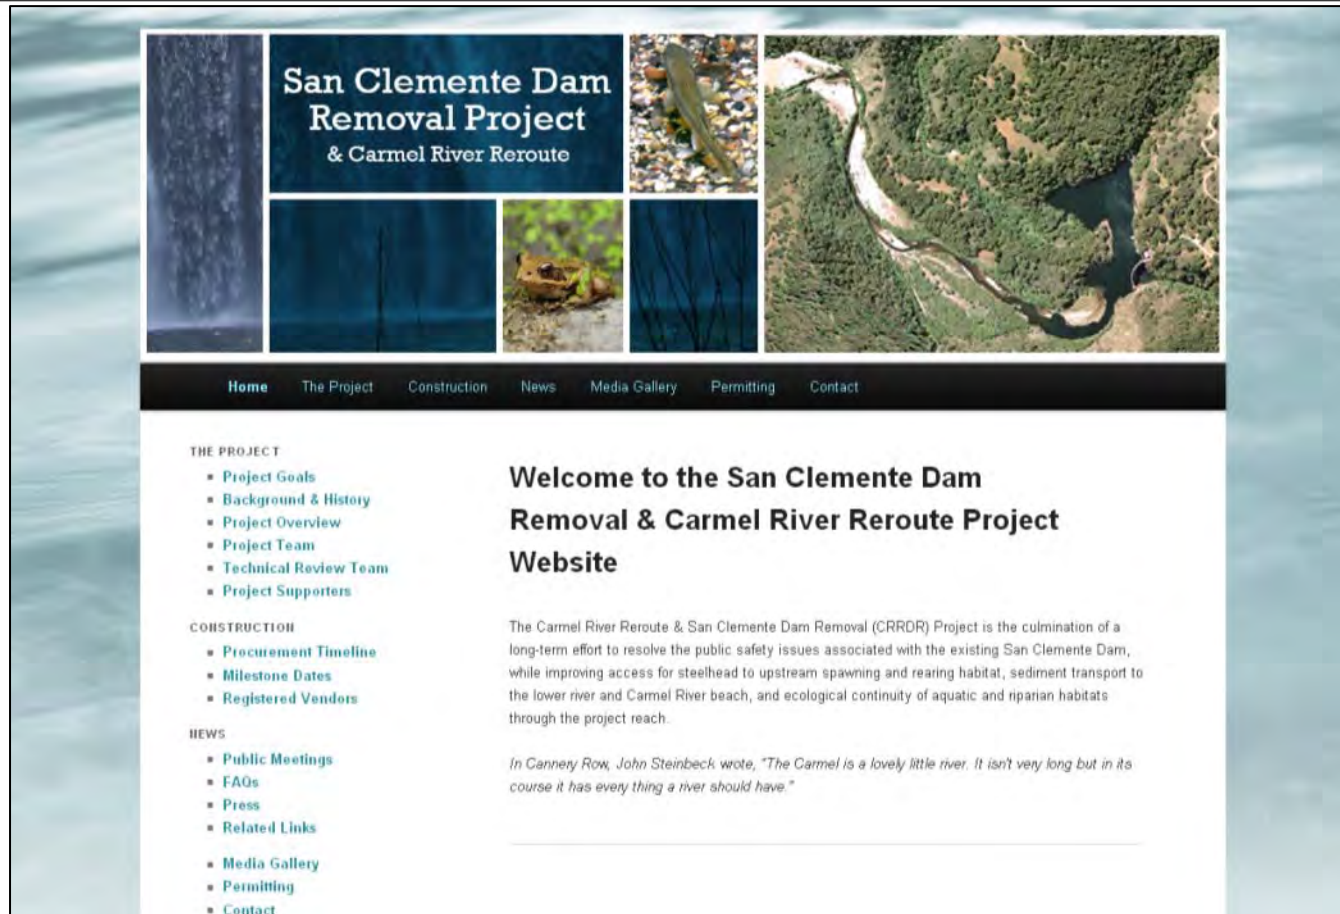 San Clemente Dam
Removal Project
& Carmel River Reroute
Home The Project Construction News Media Gallery Permitting Contact
THE PROJECT
Project Goals
Background & History
Project Overview
Project Team
Technical Review Team
Project Supporters
CONSTRUCTION
Procurement Timeline
Milestone Dates
Registered Vendors
NEWS
Public Meetings
FAQs
Press
Related Links
Media Gallery
Permitting
Contact
Welcome to the San Clemente Dam
Removal & Carmel River Reroute Project
Website
The Carmel River Reroute & San Clemente Dam Removal (CRRDR) Project is the culmination of a
long-term effort to resolve the public safety issues associated with the existing San Clemente Dam,
while improving access for steelhead to upstream spawning and rearing habitat, sediment transport to
the lower river and Carmel River beach, and ecological continuity of aquatic and riparian habitats
through the project reach.
In Cannery Row, John Steinbeck wrote, "The Carmel is a lovely little river. It isn't very long but in its
course it has every thing a river should have."